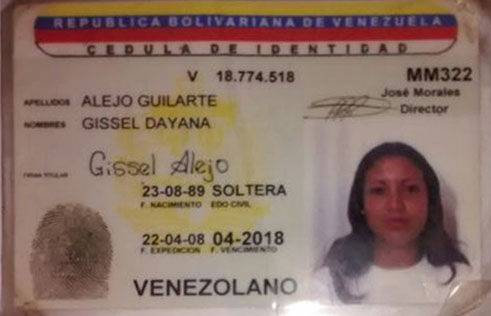 REPUBLICA BOLIVARIANA DE VENEZUELA
CEDULA DE IDENTIDAD
V 18.774.518 MM322
José Morales
Director
APELLIDOS ALEJO GUILARTE
NOMBRES GISSEL DAYANA
FIRMA TITULAR Gissel Alejo
23-08-89 SOLTERA
F. NACIMIENTO EDO CIVIL
22-04-08 04-2018
F. EXPEDICION F. VENCIMIENTO
VENEZOLANO